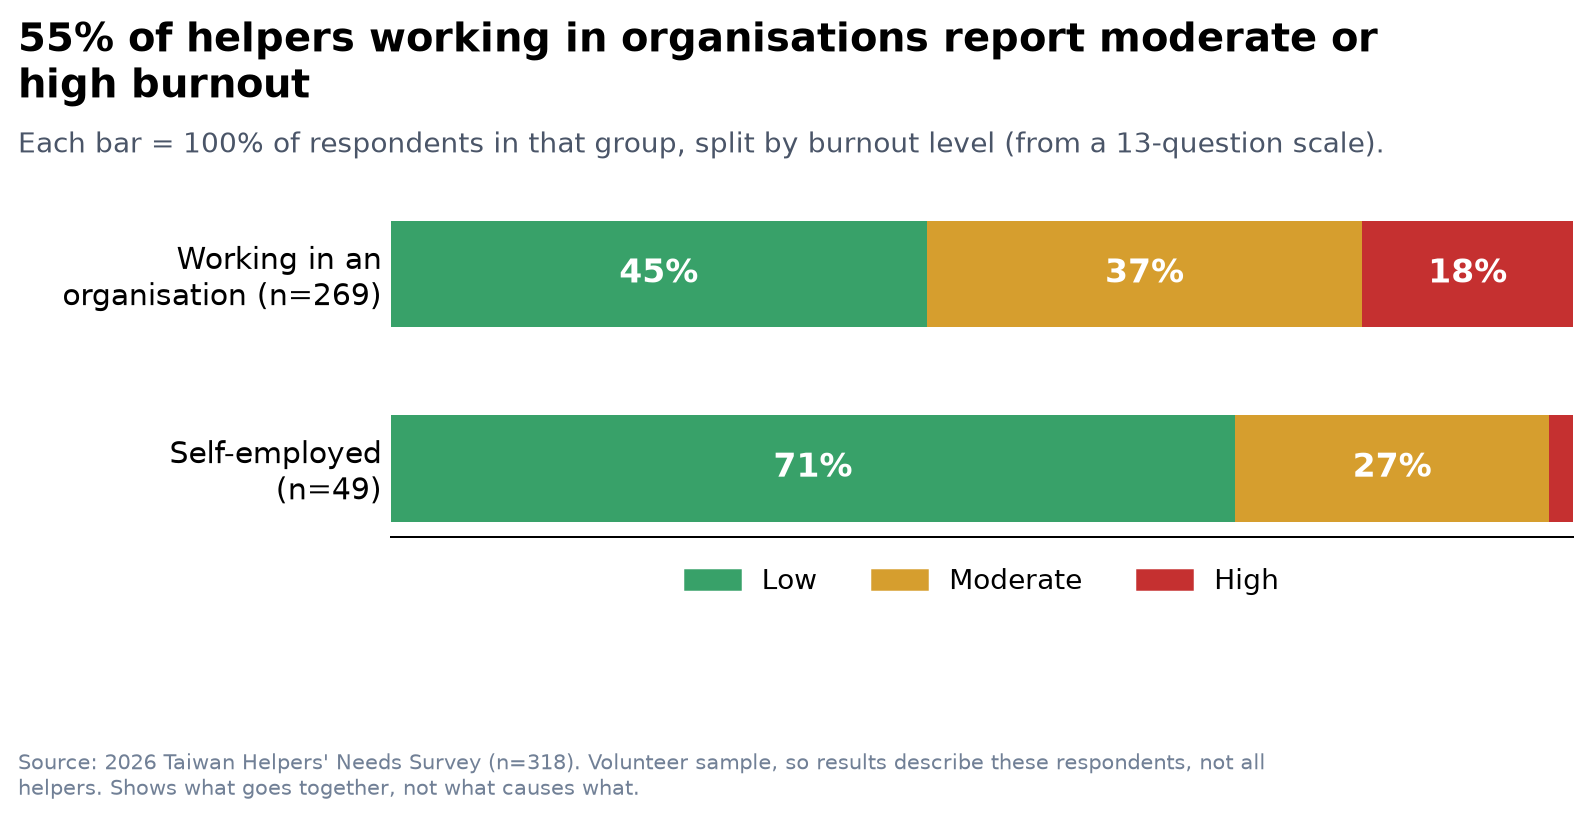 55% of helpers working in organisations report moderate or
high burnout
Each bar = 100% of respondents in that group, split by burnout level (from a 13-question scale).
Working in an
organisation (n=269)
45%
37%
18%
Self-employed
(n=49)
71%
27%
Low
Moderate
High
Source: 2026 Taiwan Helpers' Needs Survey (n=318). Volunteer sample, so results describe these respondents, not all
helpers. Shows what goes together, not what causes what.